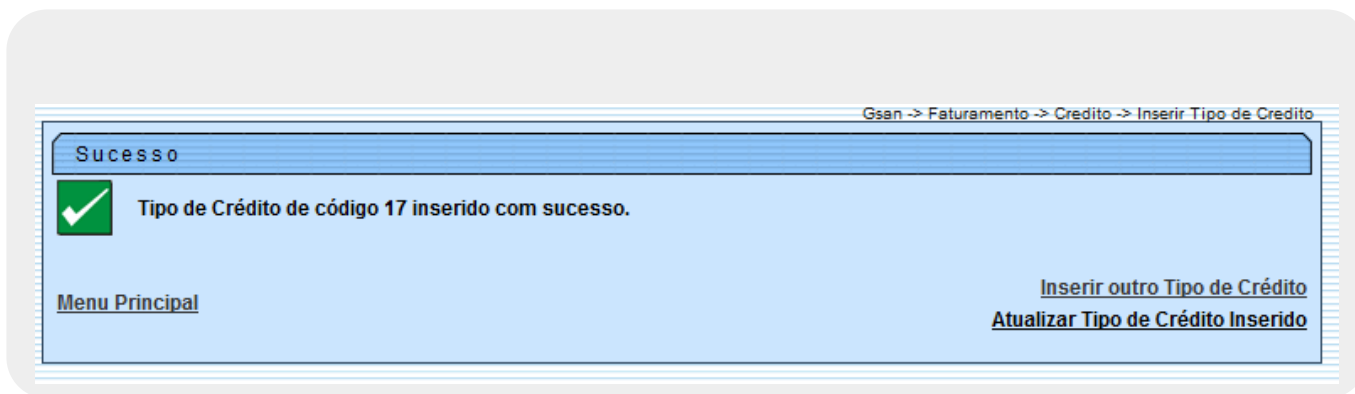 Gsan -> Faturamento -> Credito -> Inserir Tipo de Credito
Sucesso
Tipo de Crédito de código 17 inserido com sucesso.
Inserir outro Tipo de Crédito
Menu Principal
Atualizar Tipo de Crédito Inserido